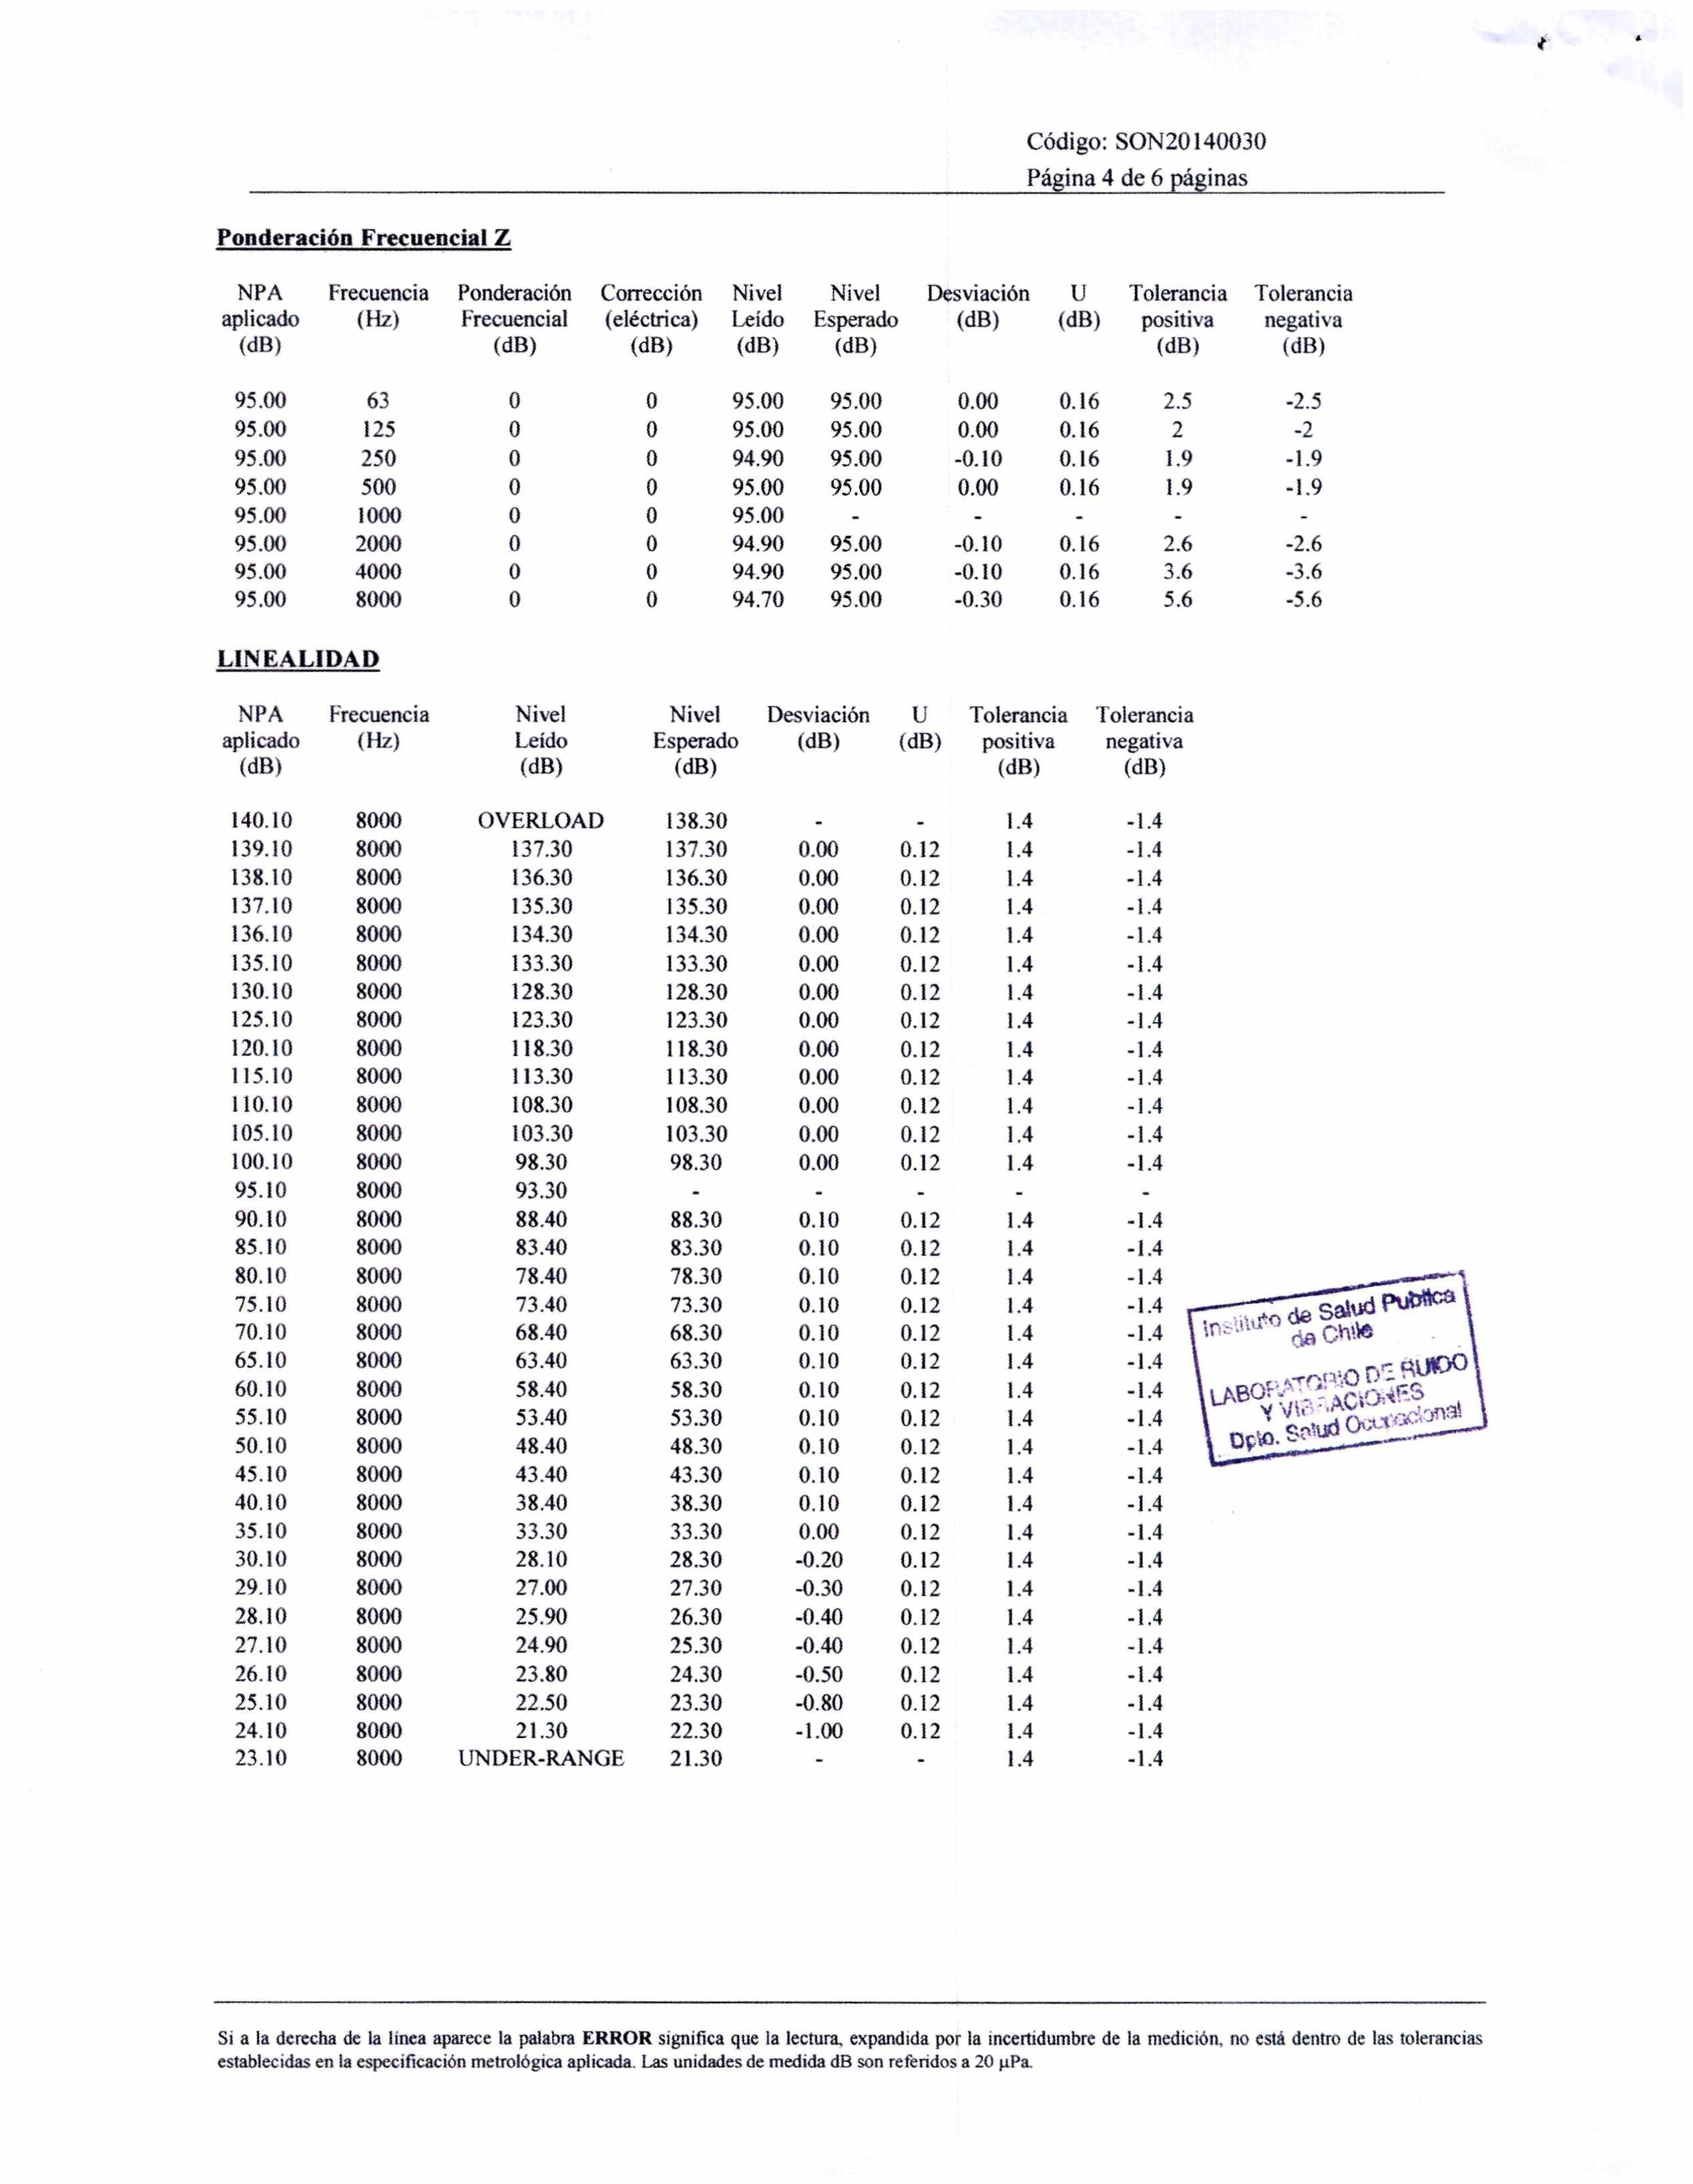 Código: SON20140030
Página 4 de 6 páginas
Ponderación Frecuencial Z
NPA Frecuencia Ponderación Corrección Nivel Nivel Desviación U Tolerancia Tolerancia
aplicado (Hz) Frecuencial (eléctrica) Leído Esperado (dB) (dB) positiva negativa
(dB) (dB) (dB) (dB) (dB) (dB) (dB)
95.00 63 0 0 95.00 95.00 0.00 0.16 2.5 -2.5
95.00 125 0 0 95.00 95.00 0.00 0.16 2 -2
95.00 250 0 0 94.90 95.00 -0.10 0.16 1.9 -1.9
95.00 500 0 0 95.00 95.00 0.00 0.16 1.9 -1.9
95.00 1000 0 0 95.00 - - - - -
95.00 2000 0 0 94.90 95.00 -0.10 0.16 2.6 -2.6
95.00 4000 0 0 94.90 95.00 -0.10 0.16 3.6 -3.6
95.00 8000 0 0 94.70 95.00 -0.30 0.16 5.6 -5.6
LINEALIDAD
NPA Frecuencia Nivel Nivel Desviación U Tolerancia Tolerancia
aplicado (Hz) Leído Esperado (dB) (dB) positiva negativa
(dB) (dB) (dB) (dB) (dB)
140.10 8000 OVERLOAD 138.30 - - 1.4 -1.4
139.10 8000 137.30 137.30 0.00 0.12 1.4 -1.4
138.10 8000 136.30 136.30 0.00 0.12 1.4 -1.4
137.10 8000 135.30 135.30 0.00 0.12 1.4 -1.4
136.10 8000 134.30 134.30 0.00 0.12 1.4 -1.4
135.10 8000 133.30 133.30 0.00 0.12 1.4 -1.4
130.10 8000 128.30 128.30 0.00 0.12 1.4 -1.4
125.10 8000 123.30 123.30 0.00 0.12 1.4 -1.4
120.10 8000 118.30 118.30 0.00 0.12 1.4 -1.4
115.10 8000 113.30 113.30 0.00 0.12 1.4 -1.4
110.10 8000 108.30 108.30 0.00 0.12 1.4 -1.4
105.10 8000 103.30 103.30 0.00 0.12 1.4 -1.4
100.10 8000 98.30 98.30 0.00 0.12 1.4 -1.4
95.10 8000 93.30 - - - - -
90.10 8000 88.40 88.30 0.10 0.12 1.4 -1.4
85.10 8000 83.40 83.30 0.10 0.12 1.4 -1.4
80.10 8000 78.40 78.30 0.10 0.12 1.4 -1.4
75.10 8000 73.40 73.30 0.10 0.12 1.4 -1.4
70.10 8000 68.40 68.30 0.10 0.12 1.4 -1.4
65.10 8000 63.40 63.30 0.10 0.12 1.4 -1.4
60.10 8000 58.40 58.30 0.10 0.12 1.4 -1.4
55.10 8000 53.40 53.30 0.10 0.12 1.4 -1.4
50.10 8000 48.40 48.30 0.10 0.12 1.4 -1.4
45.10 8000 43.40 43.30 0.10 0.12 1.4 -1.4
40.10 8000 38.40 38.30 0.10 0.12 1.4 -1.4
35.10 8000 33.30 33.30 0.00 0.12 1.4 -1.4
30.10 8000 28.10 28.30 -0.20 0.12 1.4 -1.4
29.10 8000 27.00 27.30 -0.30 0.12 1.4 -1.4
28.10 8000 25.90 26.30 -0.40 0.12 1.4 -1.4
27.10 8000 24.90 25.30 -0.40 0.12 1.4 -1.4
26.10 8000 23.80 24.30 -0.50 0.12 1.4 -1.4
25.10 8000 22.50 23.30 -0.80 0.12 1.4 -1.4
24.10 8000 21.30 22.30 -1.00 0.12 1.4 -1.4
23.10 8000 UNDER-RANGE 21.30 - - 1.4 -1.4
Instituto de Salud Publica
de Chile
LABORATORIO DE RUIDO
Y VIBRACIONES
Dpto. Salud Ocupacional
Si a la derecha de la línea aparece la palabra ERROR significa que la lectura, expandida por la incertidumbre de la medición, no está dentro de las tolerancias
establecidas en la especificación metrológica aplicada. Las unidades de medida dB son referidos a 20 µPa.